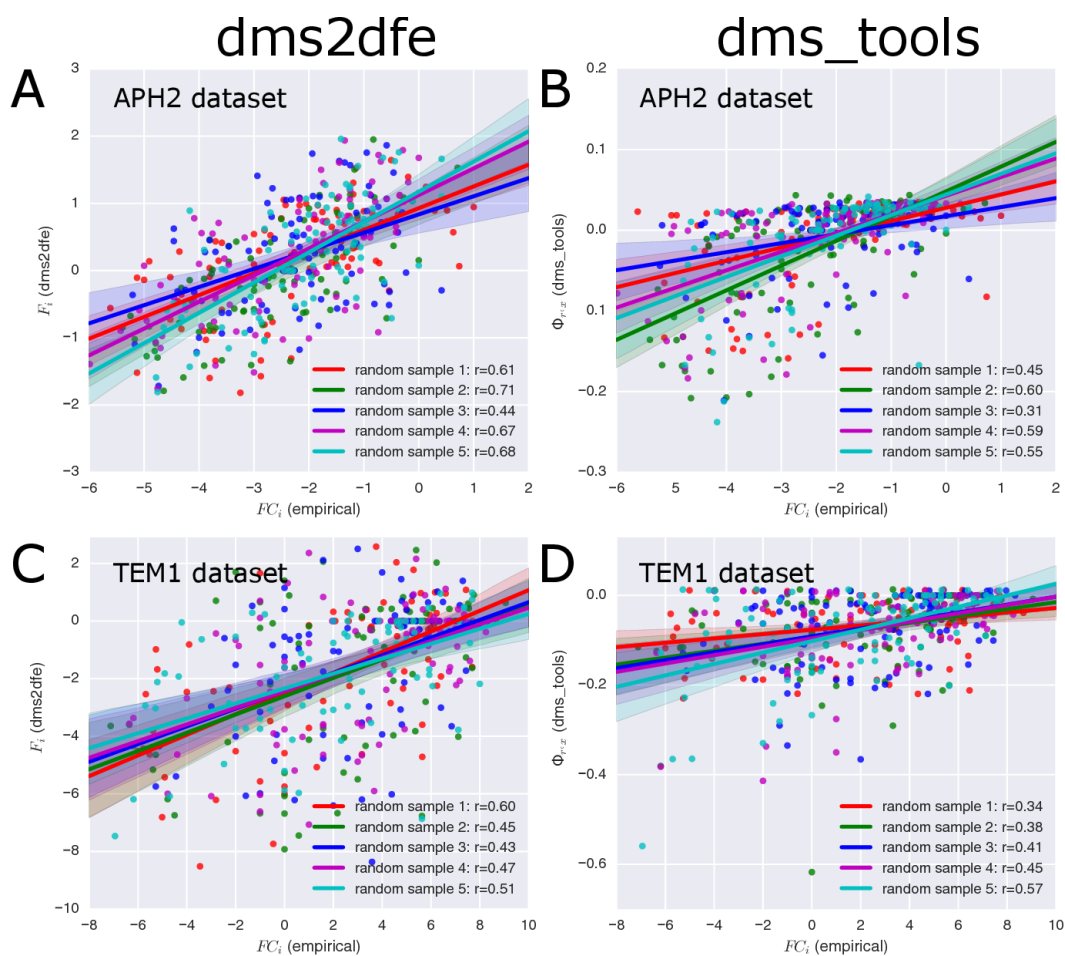 dms2dfe
dms_tools
A
APH2 dataset
3
2
1
0
−1
−2
−3
F_i (dms2dfe)
random sample 1: r=0.61
random sample 2: r=0.71
random sample 3: r=0.44
random sample 4: r=0.67
random sample 5: r=0.68
−6 −5 −4 −3 −2 −1 0 1 2
FC_i (empirical)
B
APH2 dataset
0.2
0.1
0.0
0.1
−0.2
−0.3
(dms_tools)
random sample 1: r=0.45
random sample 2: r=0.60
random sample 3: r=0.31
random sample 4: r=0.59
random sample 5: r=0.55
−6 5 −4 −3 −2 −1 0 1 2
FC_i (empirical)
C
TEM1 dataset
2
0
−2
−4
−6
−8
−10
F_i (dms2dfe)
random sample 1: r=0.60
random sample 2: r=0.45
random sample 3: r=0.43
random sample 4: r=0.47
random sample 5: r=0.51
−8 −6 −4 −2 0 2 4 6 8 10
FC_i (empirical)
D
TEM1 dataset
0.0
−0.2
−0.4
−0.6
(dms_tools)
random sample 1: r=0.34
random sample 2: r=0.38
random sample 3: r=0.41
random sample 4: r=0.45
random sample 5: r=0.57
−8 −6 −4 −2 0 2 4 6 8 10
FC_i (empirical)